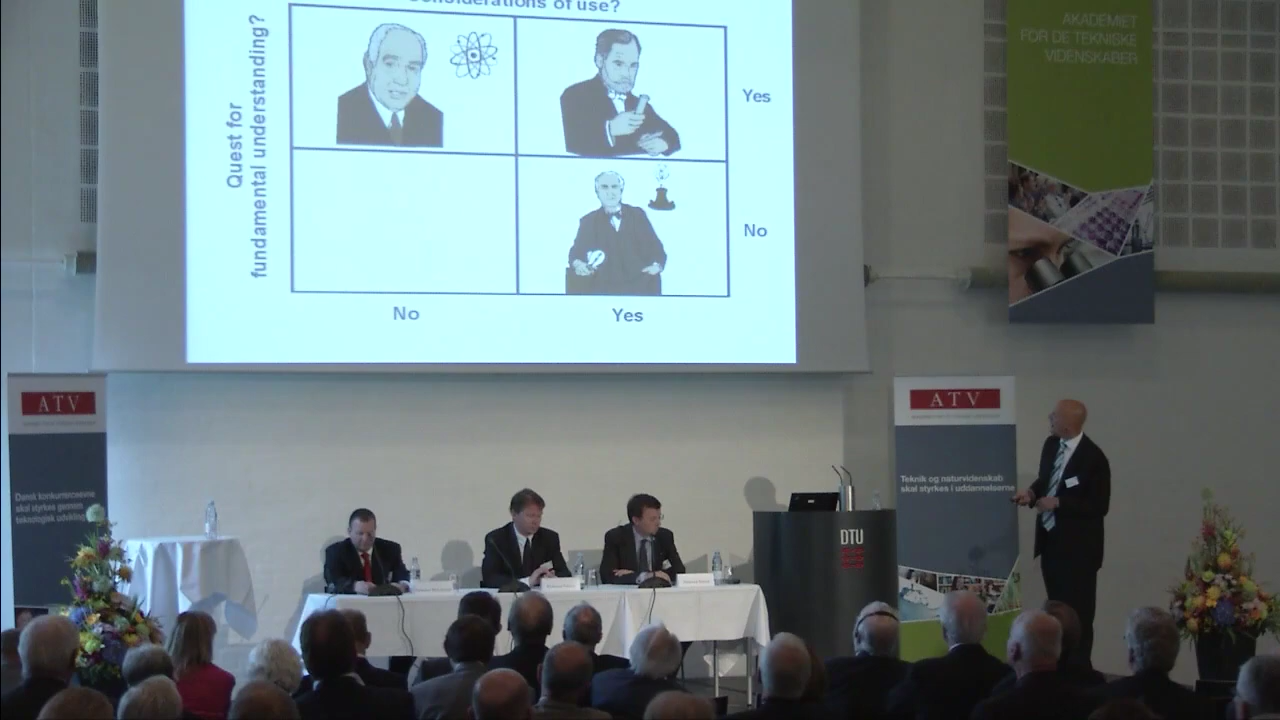 Considerations of use?
Quest for
fundamental understanding?
Yes
No
No
Yes
AKADEMIET
FOR DE TEKNISKE
VIDENSKABER
ATV
Dansk konkurrenceevne
skal styrkes gennem
teknologisk udvikling
ATV
Teknik og naturvidenskab
skal styrkes i uddannelserne
DTU